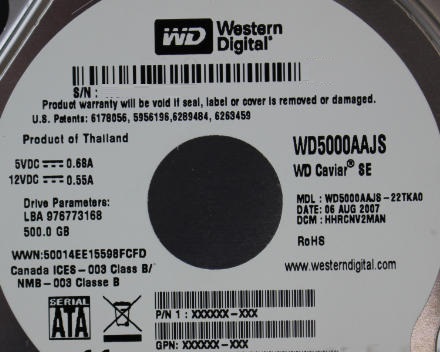 WD Western
Digital®
S/N :
Product warranty will be void if seal, label or cover is removed or damaged.
U.S. Patents: 6178056, 5956196,6289484, 6263459
Product of Thailand
5VDC 0.68A
12VDC 0.55A
Drive Parameters:
LBA 976773168
500.0 GB
WWN:50014EE15598FCFD
Canada ICES-003 Class B/
NMB-003 Classe B
WD5000AAJS
WD Caviar® SE
MDL : WD5000AAJS-22TKA0
DATE: 06 AUG 2007
DCM : HHRCNV2MAN
RoHS
www.westerndigital.com
SERIAL
ATA
P/N 1 : XXXXXX-XXX
GPN: XXXXXX-XXX